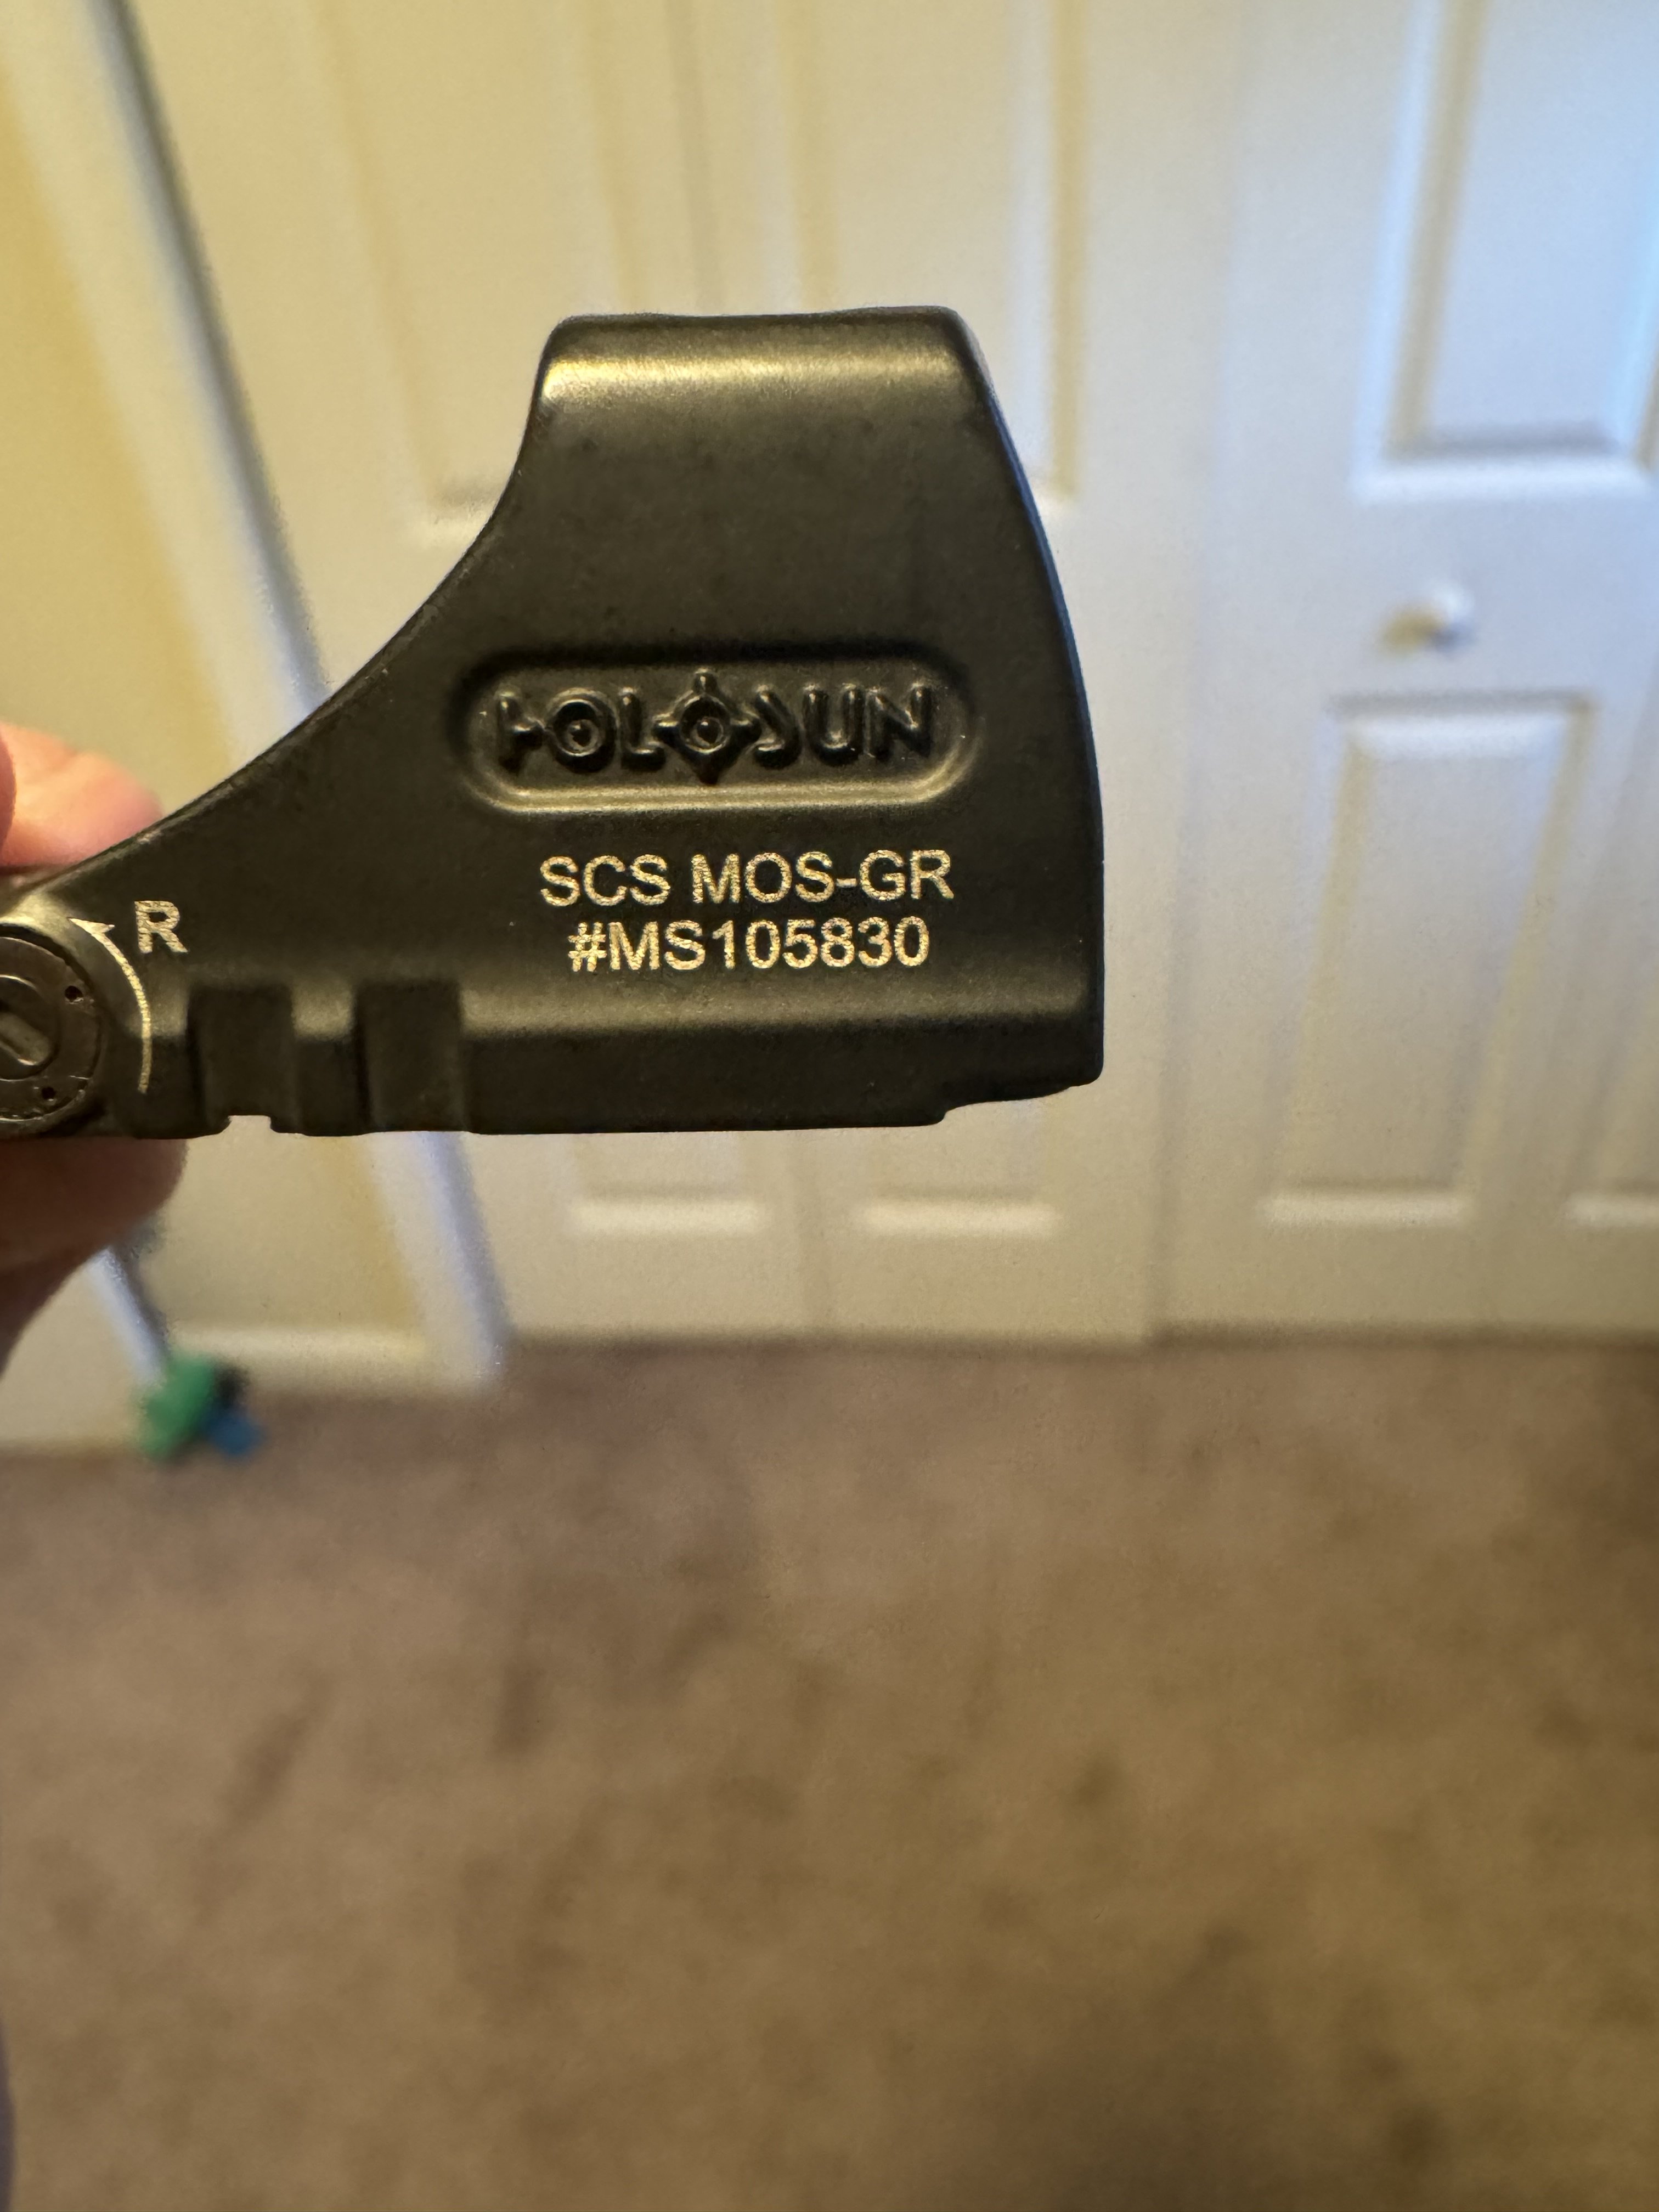 HOLOSUN
SCS MOS-GR
#MS105830
R